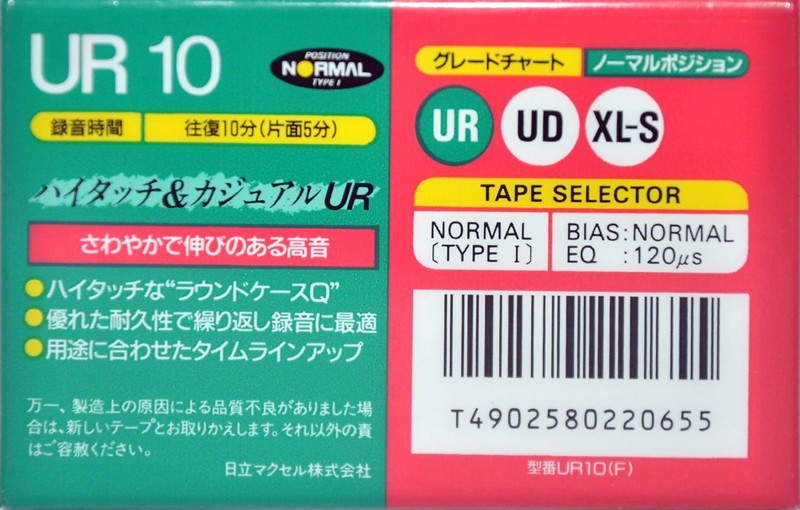 UR 10
POSITION
NORMAL
TYPE I
録音時間 往復10分(片面5分)
ハイタッチ&カジュアルUR
さわやかで伸びのある高音
●ハイタッチな“ラウンドケースQ”
●優れた耐久性で繰り返し録音に最適
●用途に合わせたタイムラインアップ
万一、製造上の原因による品質不良がありました場
合は、新しいテープとお取りかえします。それ以外の責
はご容赦ください。
日立マクセル株式会社
グレードチャート ノーマルポジション
UR UD XL-S
TAPE SELECTOR
NORMAL
[TYPE I]
BIAS:NORMAL
EQ :120μs
T4902580220655
型番UR10(F)